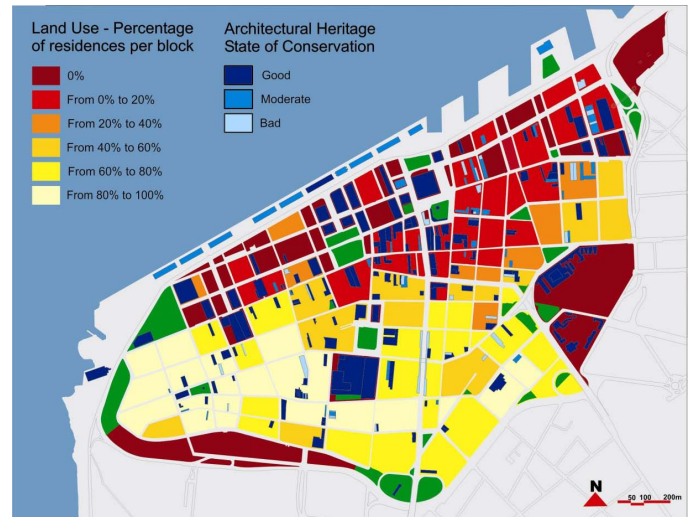 Land Use - Percentage
of residences per block
0%
From 0% to 20%
From 20% to 40%
From 40% to 60%
From 60% to 80%
From 80% to 100%
Architectural Heritage
State of Conservation
Good
Moderate
Bad
N
50 100 200m